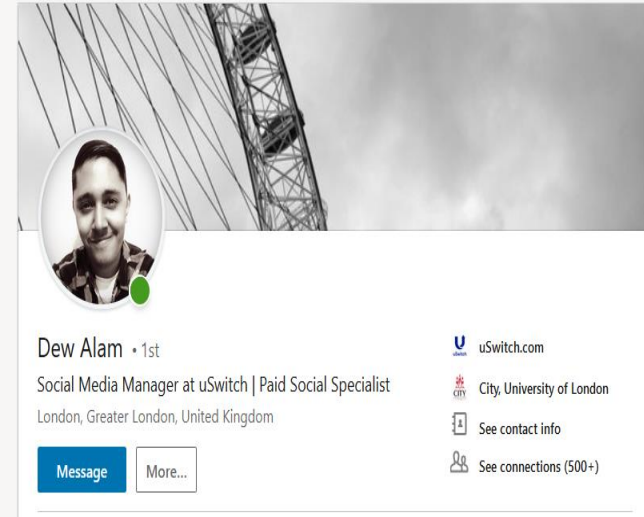 Dew Alam • 1st
Social Media Manager at uSwitch | Paid Social Specialist
London, Greater London, United Kingdom
Message
More...
uSwitch.com
CITY
City, University of London
See contact info
See connections (500+)